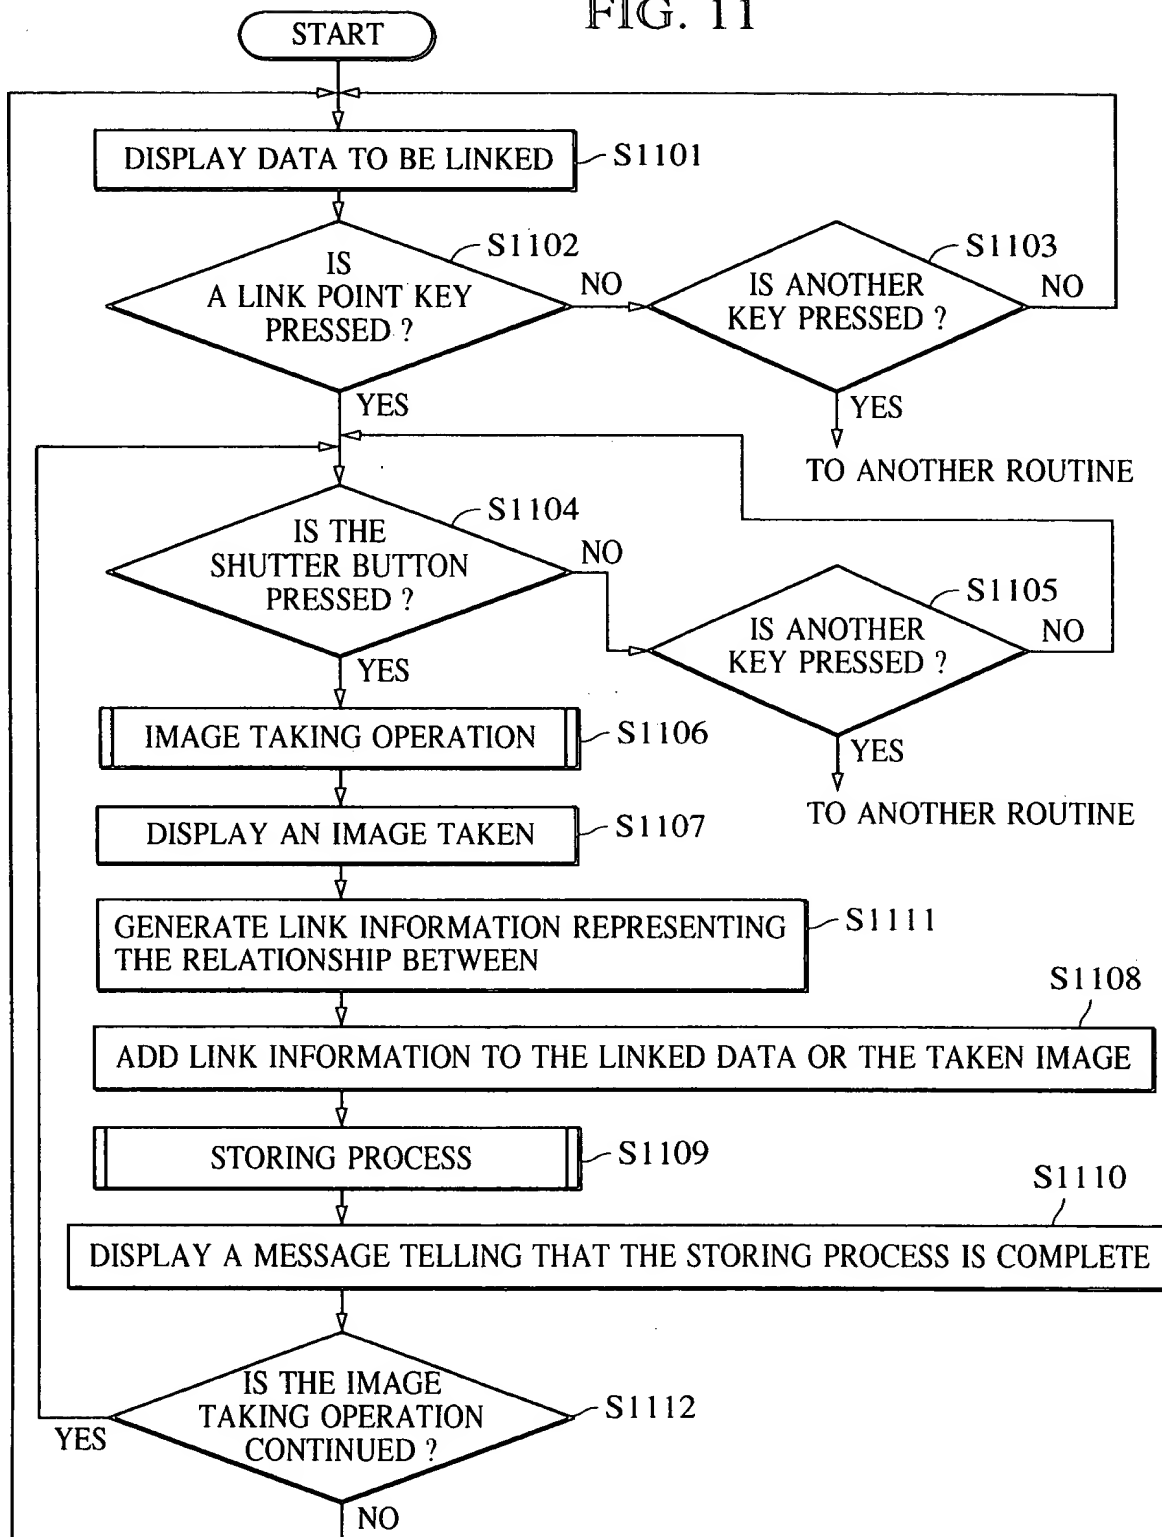 FIG. 11
START
DISPLAY DATA TO BE LINKED
S1101
IS
A LINK POINT KEY
PRESSED ?
S1102
NO
YES
IS ANOTHER
KEY PRESSED ?
S1103
NO
YES
TO ANOTHER ROUTINE
IS THE
SHUTTER BUTTON
PRESSED ?
S1104
NO
YES
IS ANOTHER
KEY PRESSED ?
S1105
NO
YES
TO ANOTHER ROUTINE
IMAGE TAKING OPERATION
S1106
DISPLAY AN IMAGE TAKEN
S1107
GENERATE LINK INFORMATION REPRESENTING
THE RELATIONSHIP BETWEEN
S1111
S1108
ADD LINK INFORMATION TO THE LINKED DATA OR THE TAKEN IMAGE
STORING PROCESS
S1109
S1110
DISPLAY A MESSAGE TELLING THAT THE STORING PROCESS IS COMPLETE
IS THE IMAGE
TAKING OPERATION
CONTINUED ?
S1112
YES
NO